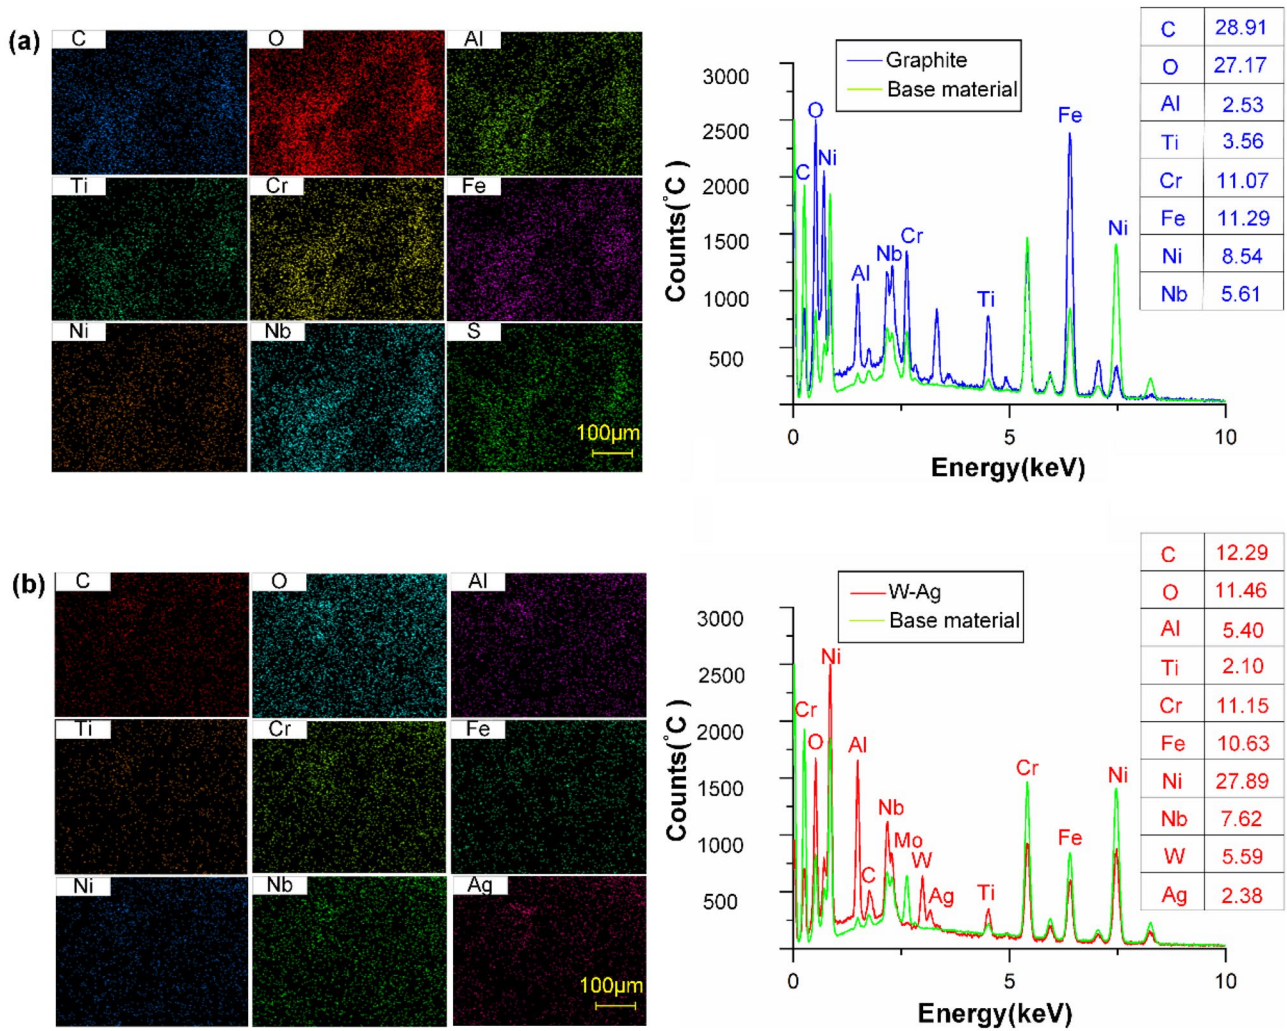 (a)
C O Al
Ti Cr Fe
Ni Nb S
100μm
Graphite
Base material
3000
2500
2000
1500
1000
500
Counts(°C)
O
C
Ni
Al
Nb
Cr
Ti
Fe
Ni
0 5 10
Energy(keV)
C 28.91
O 27.17
Al 2.53
Ti 3.56
Cr 11.07
Fe 11.29
Ni 8.54
Nb 5.61
(b)
C O Al
Ti Cr Fe
Ni Nb Ag
100μm
W-Ag
Base material
3000
2500
2000
1500
1000
500
Counts(°C)
Ni
Cr
O
Al
Nb
Mo
C
W
Ag
Ti
Cr
Fe
Ni
0 5 10
Energy(keV)
C 12.29
O 11.46
Al 5.40
Ti 2.10
Cr 11.15
Fe 10.63
Ni 27.89
Nb 7.62
W 5.59
Ag 2.38